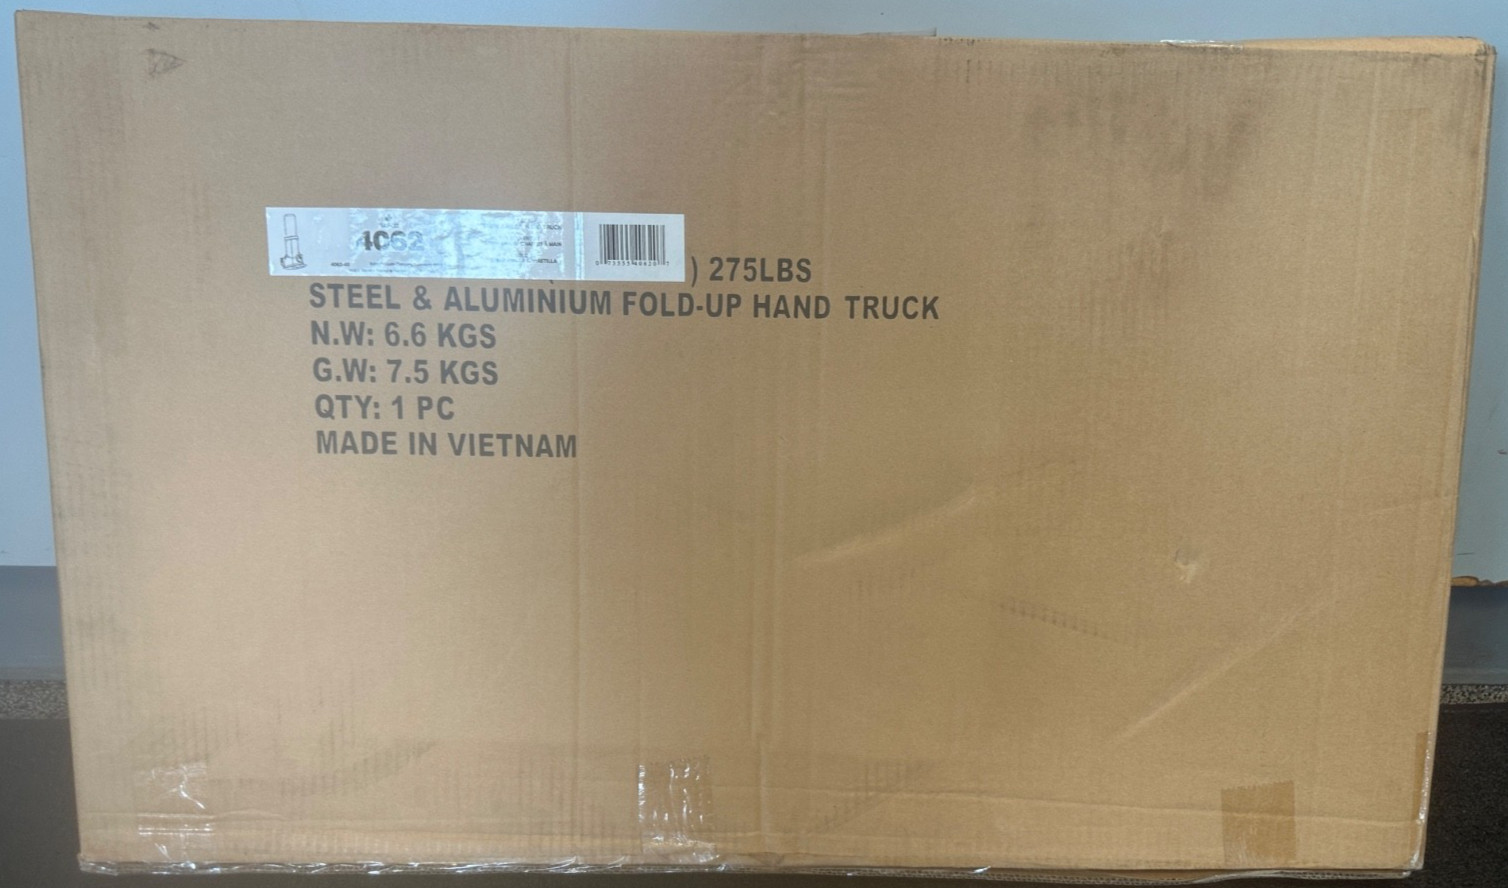 4062
) 275LBS
STEEL & ALUMINIUM FOLD-UP HAND TRUCK
N.W: 6.6 KGS
G.W: 7.5 KGS
QTY: 1 PC
MADE IN VIETNAM